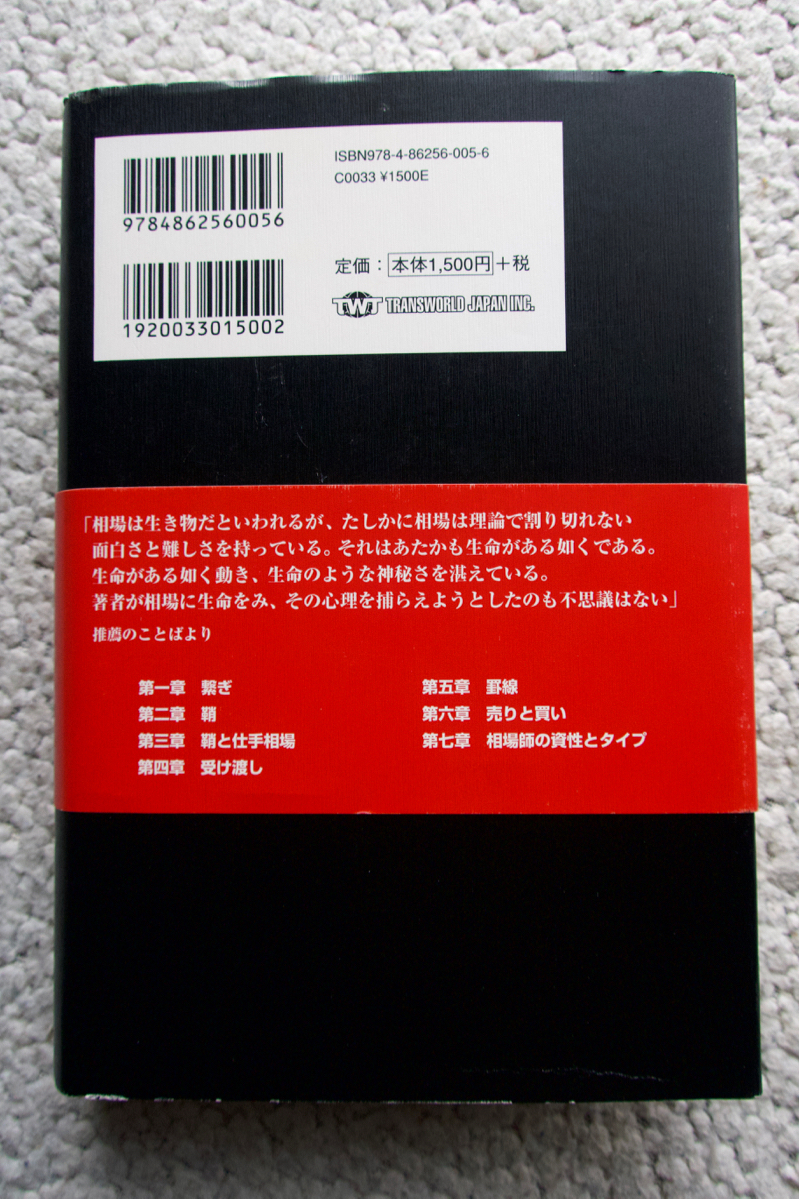 ISBN978-4-86256-005-6
C0033 ¥1500E
9784862560056
1920033015002
定価：本体1,500円＋税
TWJ TRANSWORLD JAPAN INC.
「相場は生き物だといわれるが、たしかに相場は理論で割り切れない
面白さと難しさを持っている。それはあたかも生命がある如くである。
生命がある如く動き、生命のような神秘さを湛えている。
著者が相場に生命をみ、その心理を捕らえようとしたのも不思議はない」
推薦のことばより
第一章 繋ぎ
第二章 鞘
第三章 鞘と仕手相場
第四章 受け渡し
第五章 罫線
第六章 売りと買い
第七章 相場師の資性とタイプ